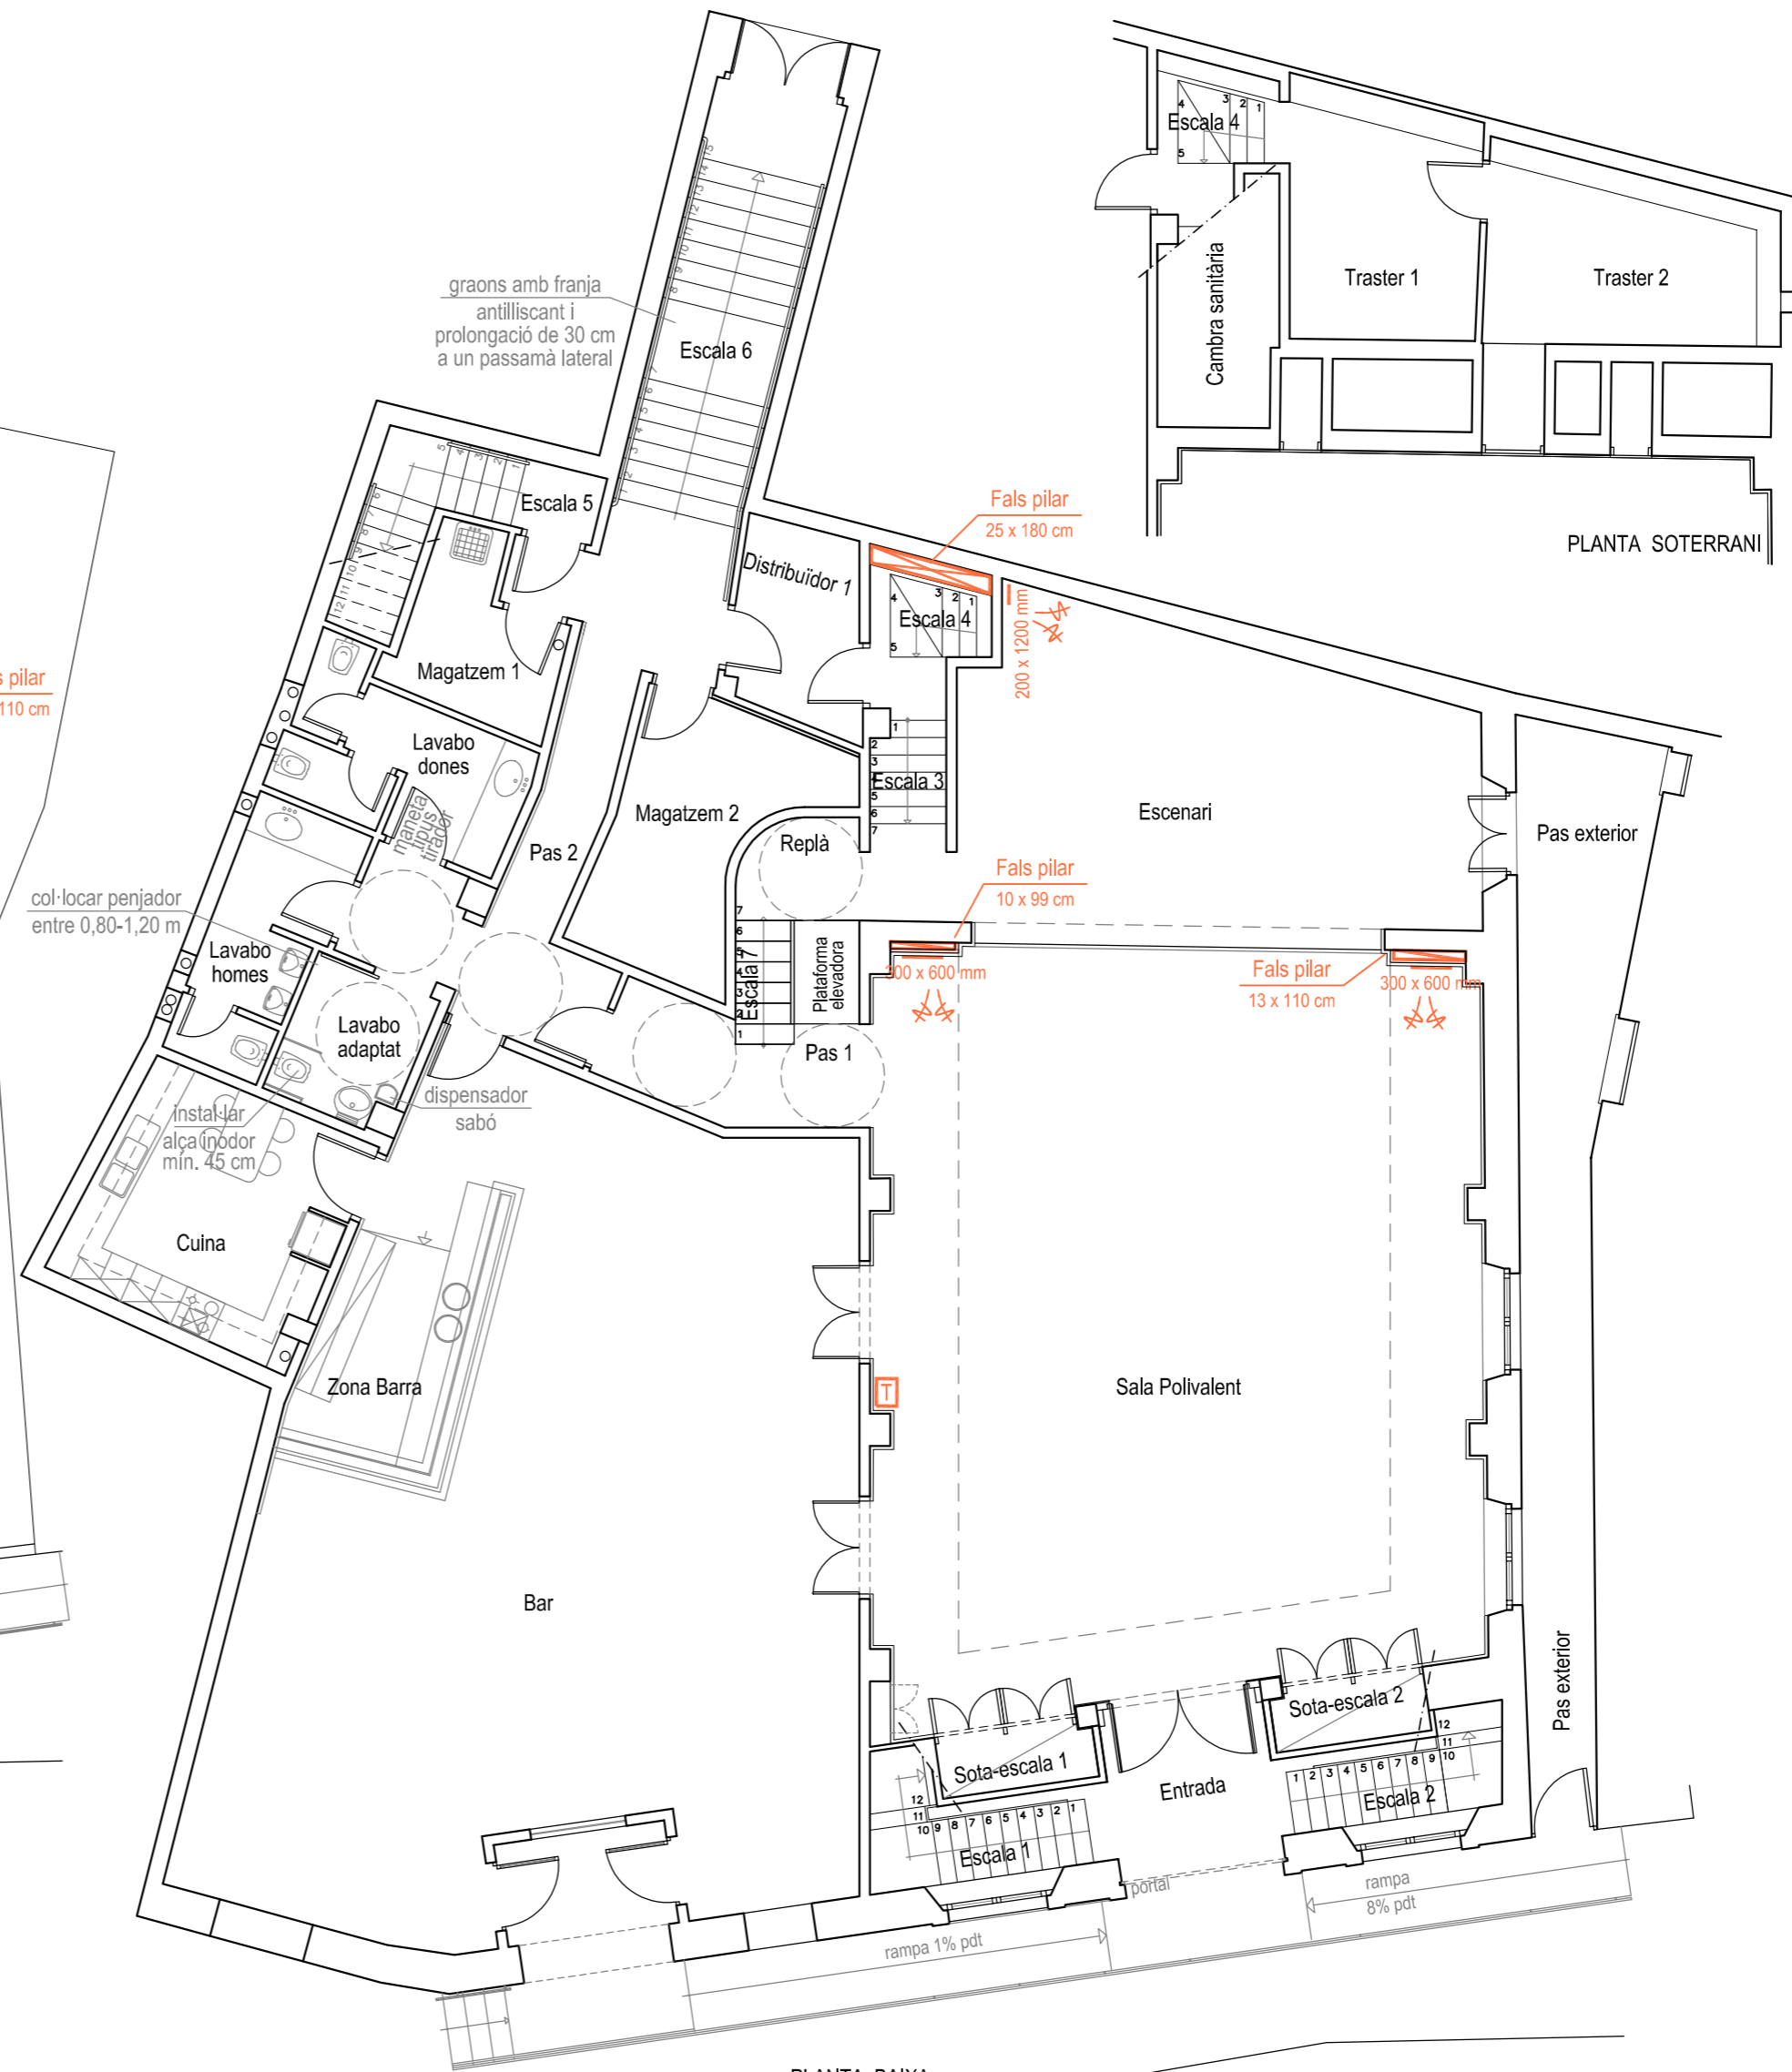 graons amb franja
antilliscant i
prolongació de 30 cm
a un passamà lateral
Escala 6
Escala 4
Cambra sanitària
Traster 1
Traster 2
PLANTA SOTERRANI
Escala 5
Fals pilar
25 x 180 cm
Distribuïdor 1
Escala 4
200 x 1200 mm
pilar
110 cm
Magatzem 1
Lavabo
dones
maneta
tipus
tirador
Magatzem 2
Escala 3
Replà
Escenari
Pas exterior
Pas 2
col·locar penjador
entre 0,80-1,20 m
Fals pilar
10 x 99 cm
Lavabo
homes
Escala 7
Plataforma
elevadora
300 x 600 mm
Fals pilar
13 x 110 cm
300 x 600 mm
Lavabo
adaptat
Pas 1
dispensador
sabó
instal·lar
alça inodor
mín. 45 cm
Cuina
Zona Barra
T
Sala Polivalent
Bar
Pas exterior
Sota-escala 1
Sota-escala 2
Entrada
Escala 1
Escala 2
portal
rampa
8% pdt
rampa 1% pdt
PLANTA BAIXA